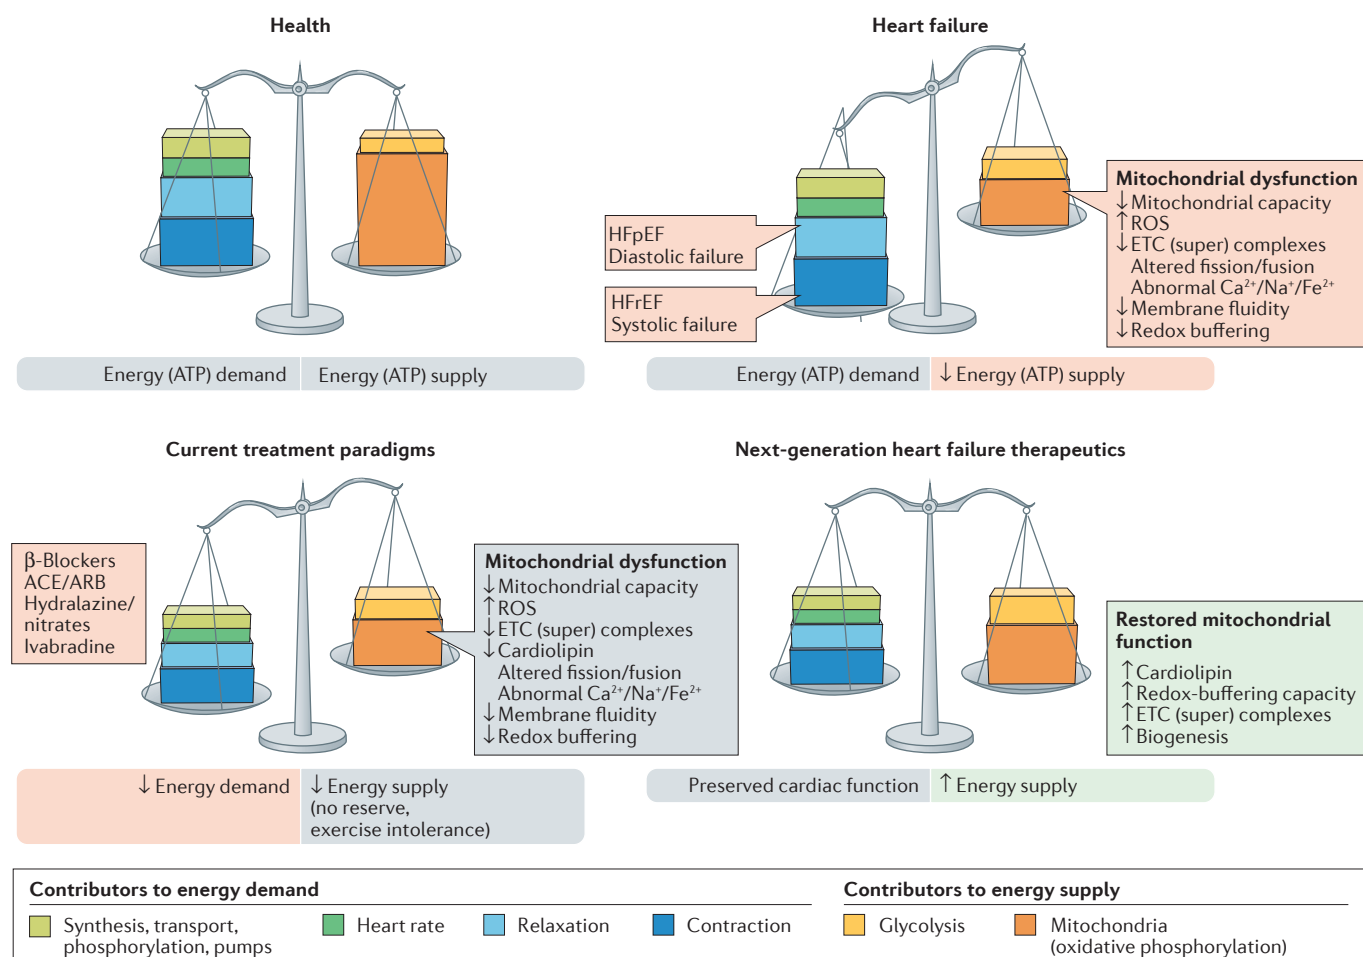 Health
Energy (ATP) demand
Energy (ATP) supply
Heart failure
HFpEF
Diastolic failure
HFrEF
Systolic failure
Mitochondrial dysfunction
↓ Mitochondrial capacity
↑ ROS
↓ ETC (super) complexes
Altered fission/fusion
Abnormal Ca²⁺/Na⁺/Fe²⁺
↓ Membrane fluidity
↓ Redox buffering
Energy (ATP) demand
↓ Energy (ATP) supply
Current treatment paradigms
β-Blockers
ACE/ARB
Hydralazine/
nitrates
Ivabradine
Mitochondrial dysfunction
↓ Mitochondrial capacity
↑ ROS
↓ ETC (super) complexes
↓ Cardiolipin
Altered fission/fusion
Abnormal Ca²⁺/Na⁺/Fe²⁺
↓ Membrane fluidity
↓ Redox buffering
↓ Energy demand
↓ Energy supply
(no reserve,
exercise intolerance)
Next-generation heart failure therapeutics
Restored mitochondrial
function
↑ Cardiolipin
↑ Redox-buffering capacity
↑ ETC (super) complexes
↑ Biogenesis
Preserved cardiac function
↑ Energy supply
Contributors to energy demand
Synthesis, transport,
phosphorylation, pumps
Heart rate
Relaxation
Contraction
Contributors to energy supply
Glycolysis
Mitochondria
(oxidative phosphorylation)